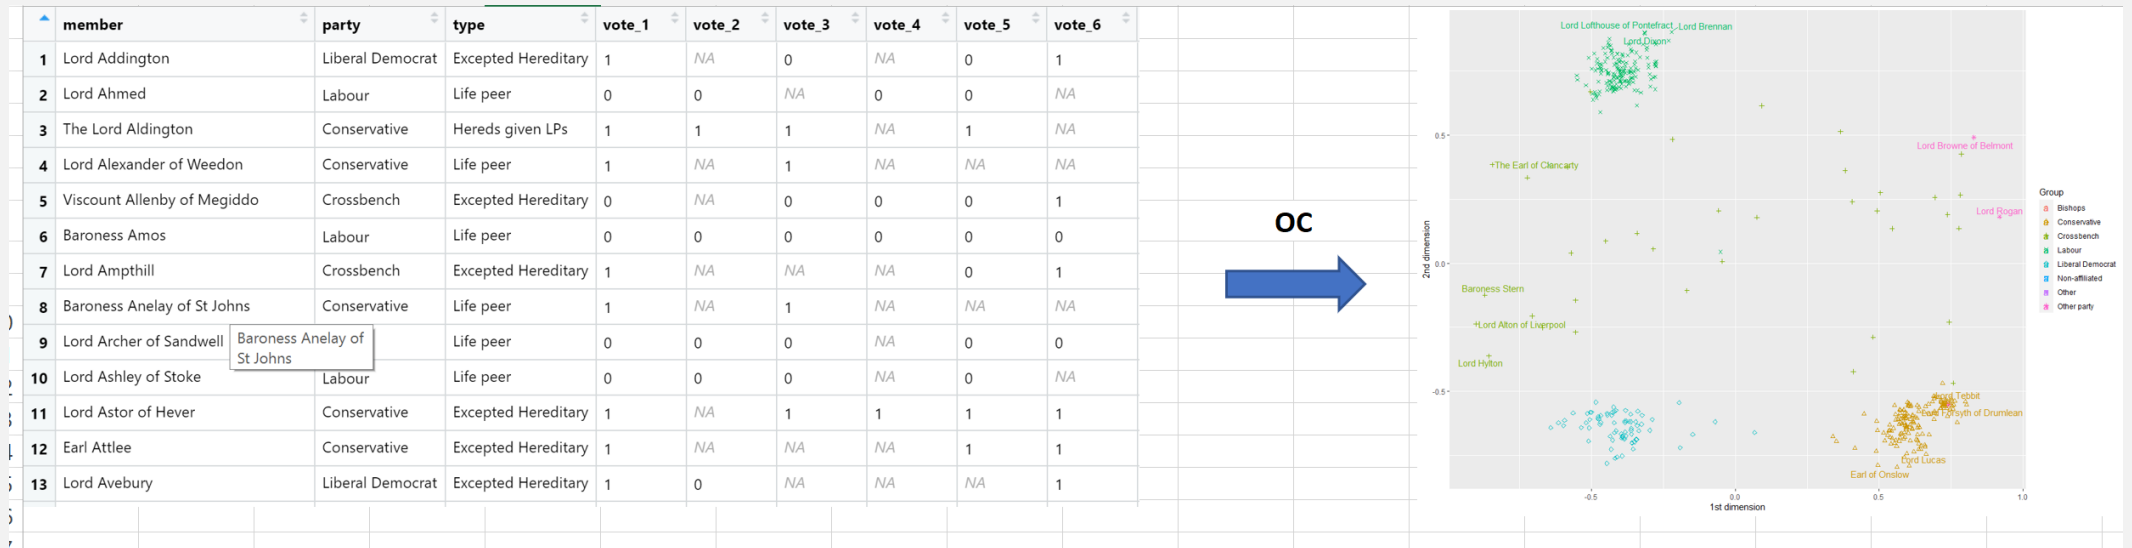 member party type vote_1 vote_2 vote_3 vote_4 vote_5 vote_6
1 Lord Addington Liberal Democrat Excepted Hereditary 1 NA 0 NA 0 1
2 Lord Ahmed Labour Life peer 0 0 NA 0 0 NA
3 The Lord Aldington Conservative Hereds given LPs 1 1 1 NA 1 NA
4 Lord Alexander of Weedon Conservative Life peer 1 NA 1 NA NA NA
5 Viscount Allenby of Megiddo Crossbench Excepted Hereditary 0 NA 0 0 0 1
6 Baroness Amos Labour Life peer 0 0 0 0 0 0
7 Lord Ampthill Crossbench Excepted Hereditary 1 NA NA NA 0 1
8 Baroness Anelay of St Johns Conservative Life peer 1 NA 1 NA NA NA
9 Lord Archer of Sandwell Life peer 0 0 0 NA 0 0
Baroness Anelay of
St Johns
10 Lord Ashley of Stoke Labour Life peer 0 0 0 NA 0 NA
11 Lord Astor of Hever Conservative Excepted Hereditary 1 NA 1 1 1 1
12 Earl Attlee Conservative Excepted Hereditary 1 NA NA NA 1 1
13 Lord Avebury Liberal Democrat Excepted Hereditary 1 0 NA NA NA 1
OC
Lord Lofthouse of Pontefract
Lord Brennan
Lord Dixon
Lord Browne of Belmont
The Earl of Clancarty
Lord Rogan
Baroness Stern
Lord Alton of Liverpool
Lord Hylton
Lord Tebbit
Lord Forsyth of Drumlean
Lord Lucas
Earl of Onslow
0.5
0.0
-0.5
2nd dimension
-0.5 0.0 0.5 1.0
1st dimension
Group
Bishops
Conservative
Crossbench
Labour
Liberal Democrat
Non-affiliated
Other
Other party